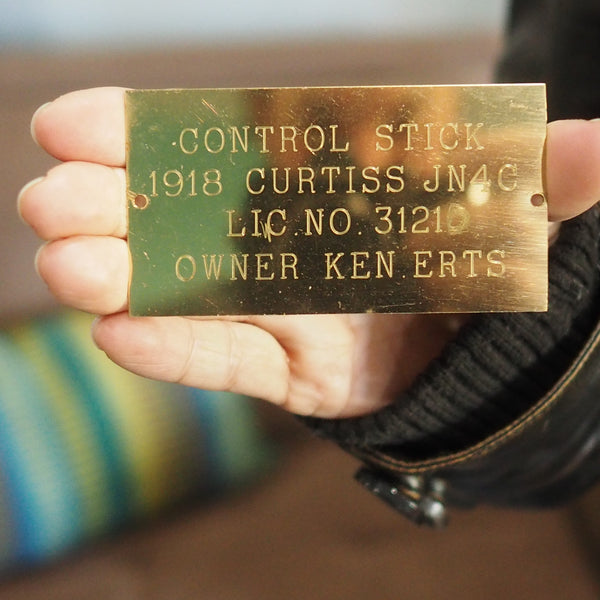 CONTROL STICK
1918 CURTISS JN4C
LIC NO. 31210
OWNER KEN ERTS